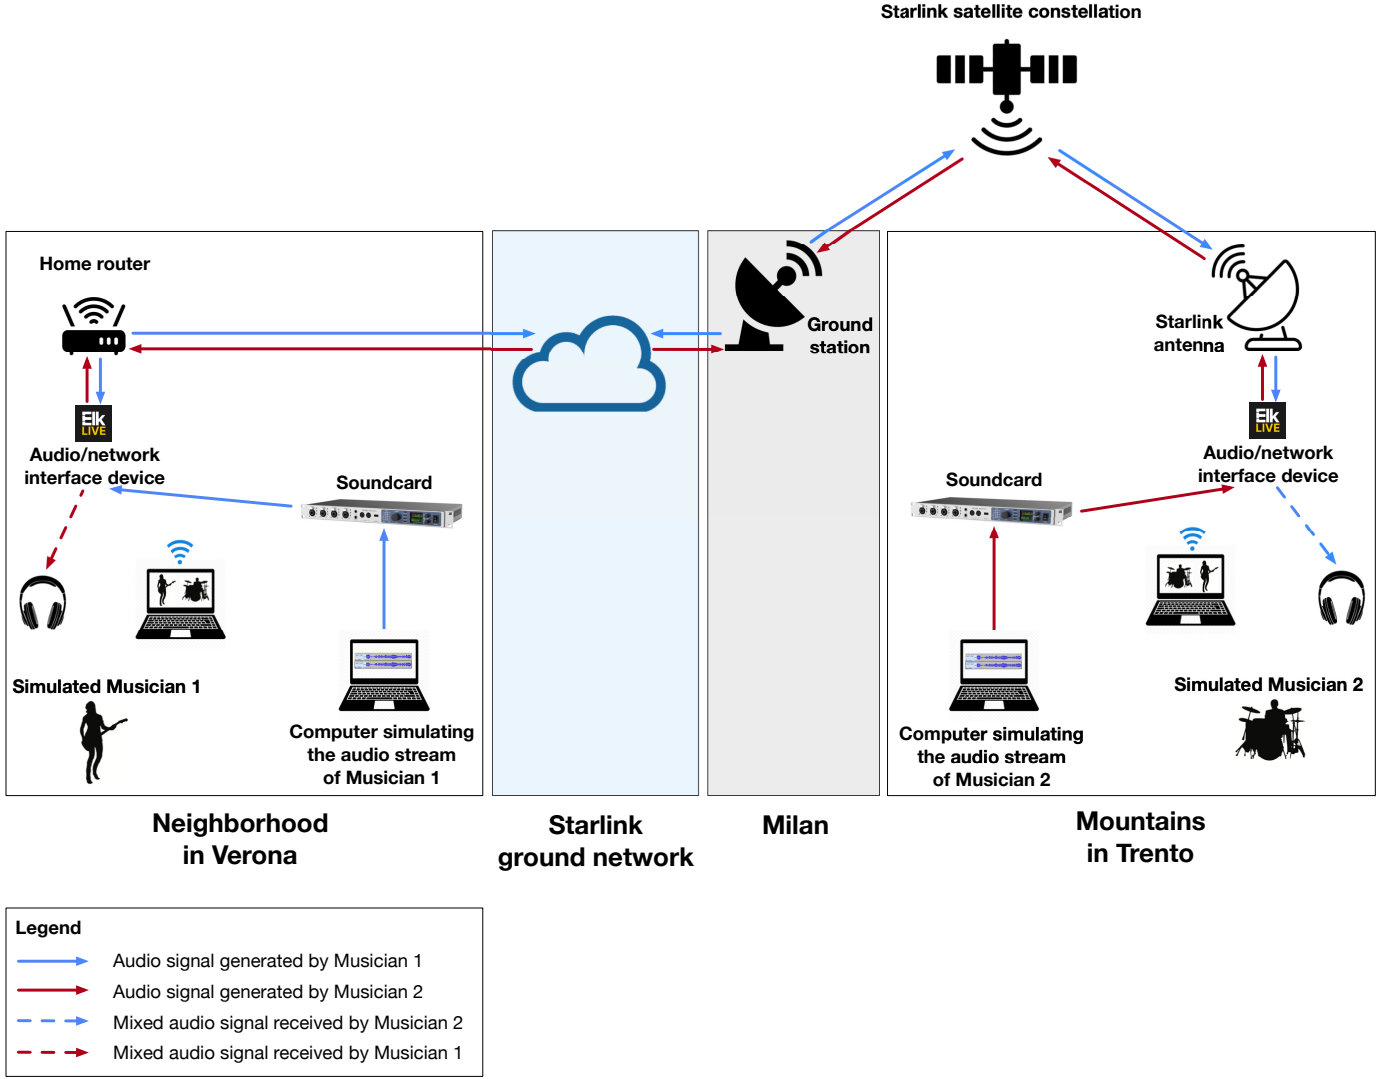 Starlink satellite constellation
Home router
Ground
station
Starlink
antenna
Elk
LIVE
Audio/network
interface device
Soundcard
Elk
LIVE
Audio/network
interface device
Soundcard
Simulated Musician 1
Computer simulating
the audio stream
of Musician 1
Simulated Musician 2
Computer simulating
the audio stream
of Musician 2
Neighborhood
in Verona
Starlink
ground network
Milan
Mountains
in Trento
Legend
Audio signal generated by Musician 1
Audio signal generated by Musician 2
Mixed audio signal received by Musician 2
Mixed audio signal received by Musician 1